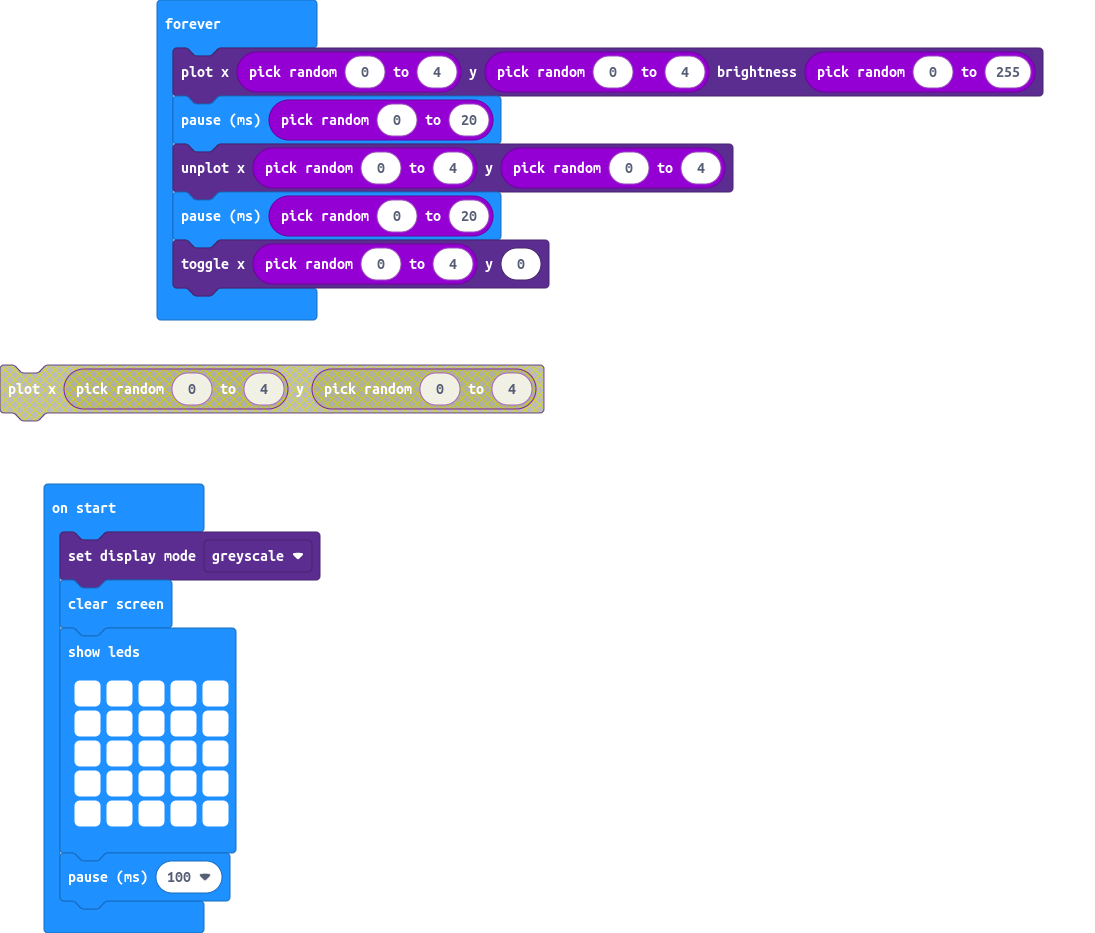 forever
plot x pick random 0 to 4 y pick random 0 to 4 brightness pick random 0 to 255
pause (ms) pick random 0 to 20
unplot x pick random 0 to 4 y pick random 0 to 4
pause (ms) pick random 0 to 20
toggle x pick random 0 to 4 y 0
plot x pick random 0 to 4 y pick random 0 to 4
on start
set display mode greyscale
clear screen
show leds
pause (ms) 100